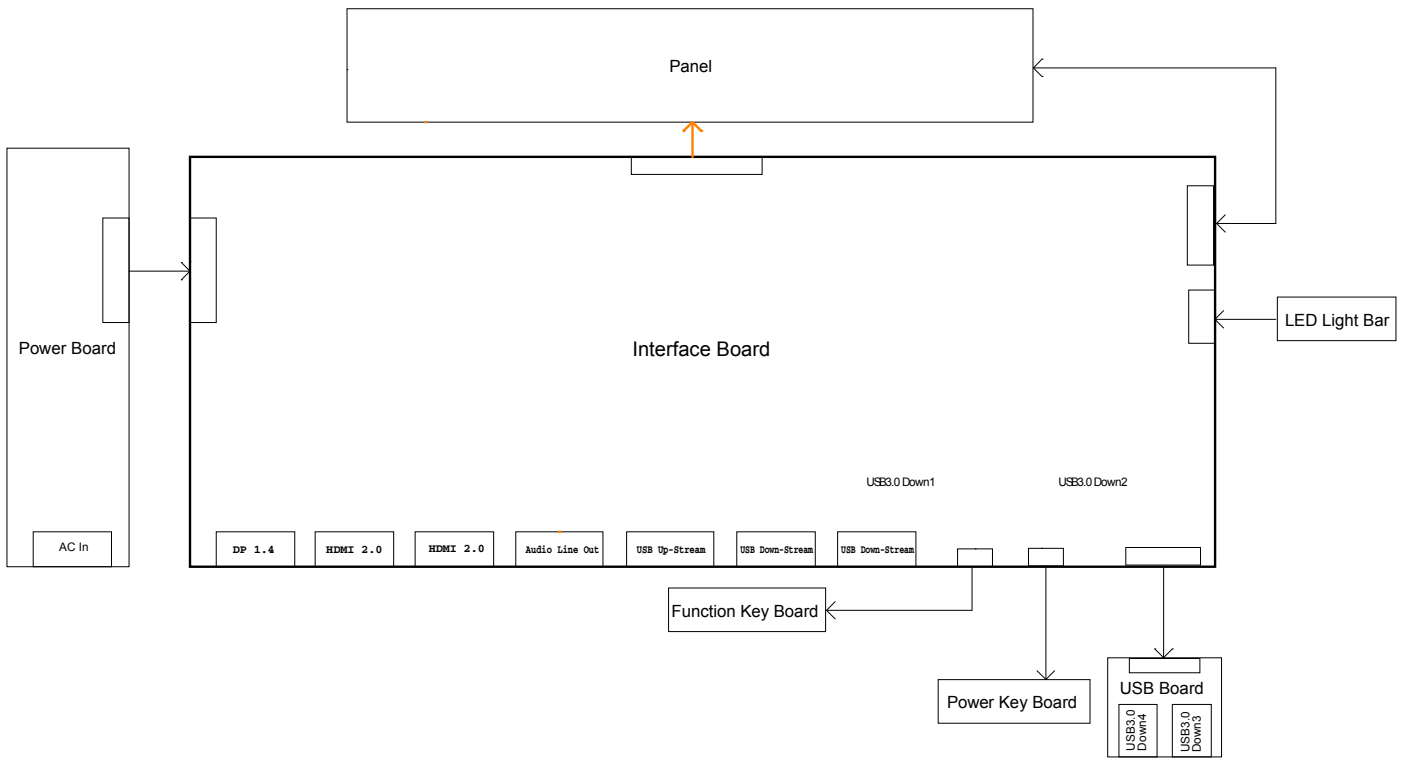 Panel
Power Board
Interface Board
LED Light Bar
USB3.0 Down1
USB3.0 Down2
AC In
DP 1.4
HDMI 2.0
HDMI 2.0
Audio Line Out
USB Up-Stream
USB Down-Stream
USB Down-Stream
Function Key Board
Power Key Board
USB Board
USB3.0
Down4
USB3.0
Down3